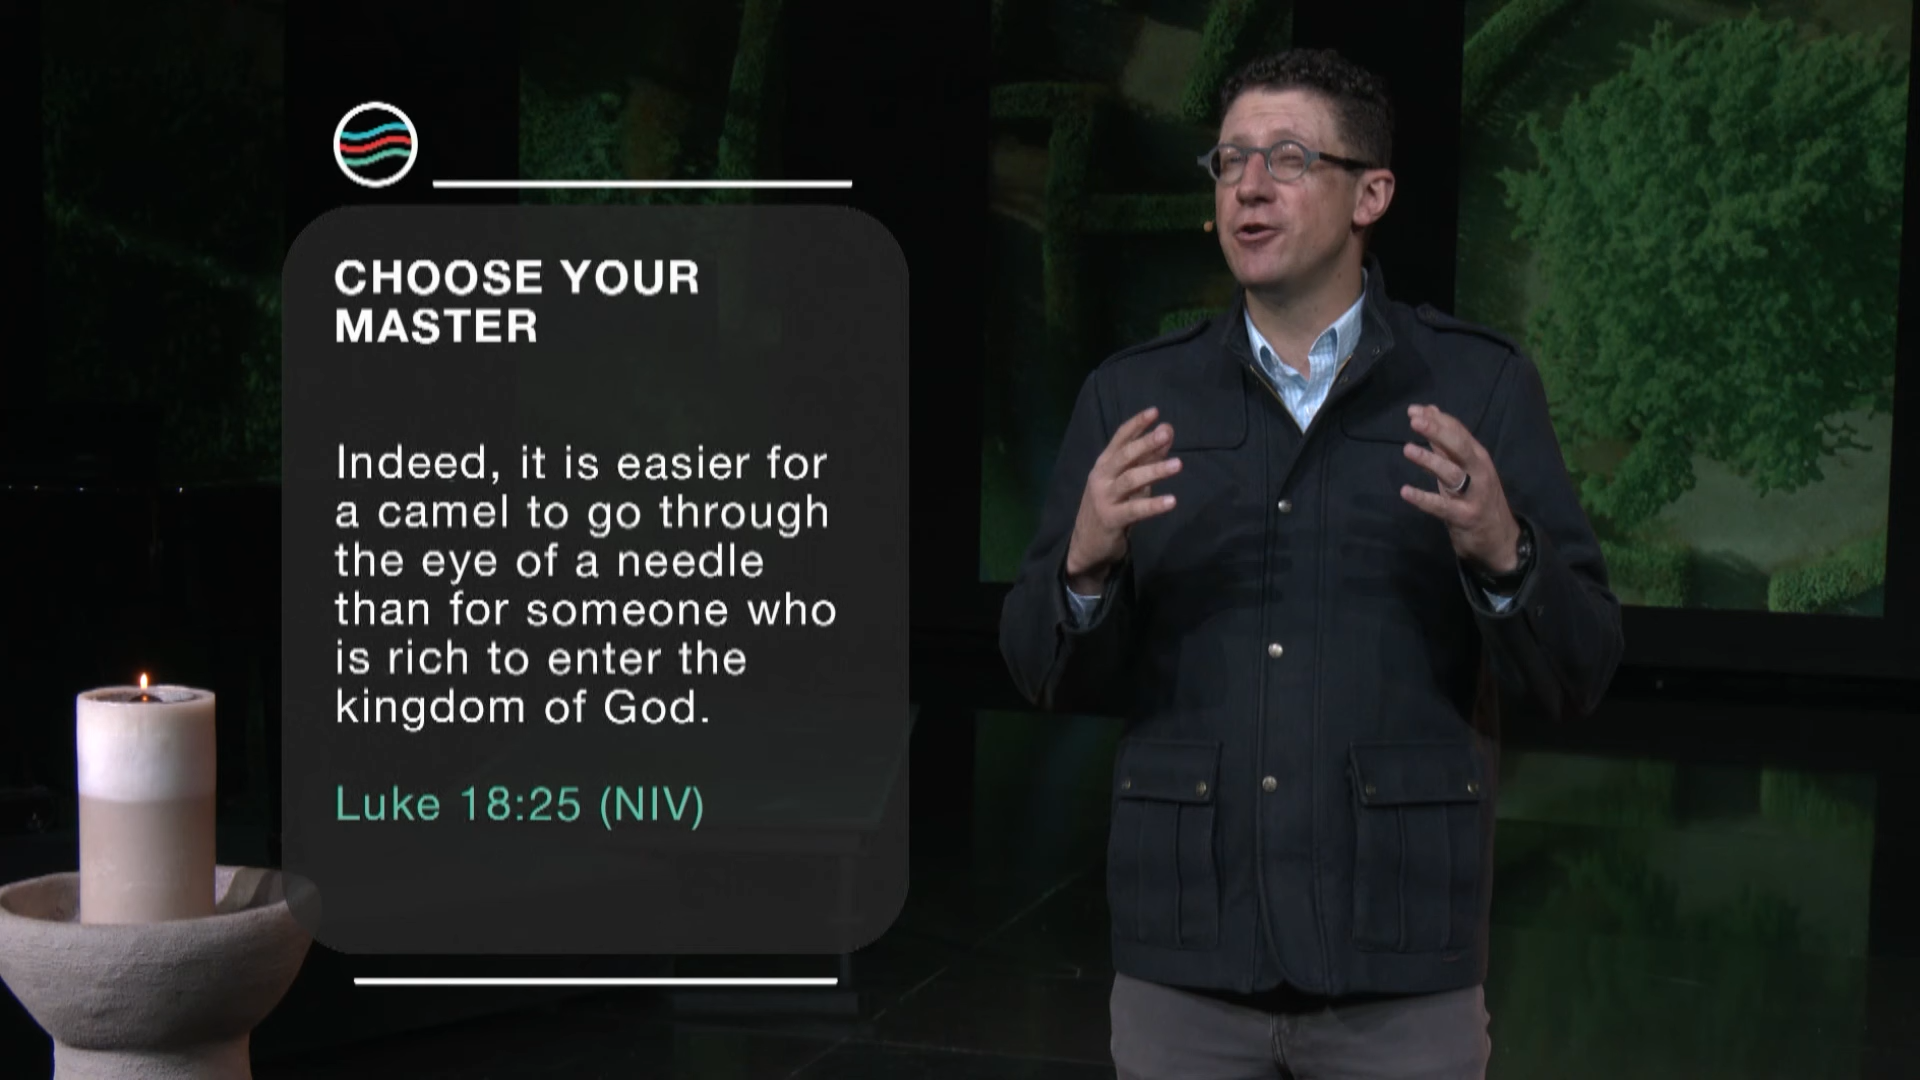 CHOOSE YOUR
MASTER
Indeed, it is easier for
a camel to go through
the eye of a needle
than for someone who
is rich to enter the
kingdom of God.
Luke 18:25 (NIV)